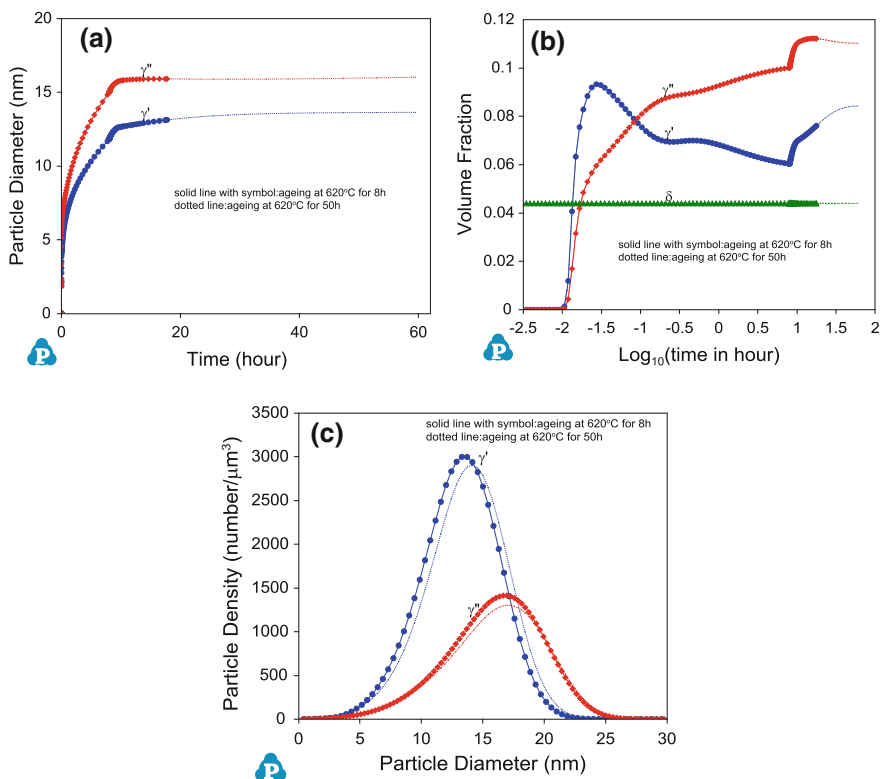 (a)
20
15
10
5
0
Particle Diameter (nm)
γ''
γ'
solid line with symbol:ageing at 620°C for 8h
dotted line:ageing at 620°C for 50h
0
20
40
60
Time (hour)
P
(b)
0.12
0.1
0.08
0.06
0.04
0.02
0
Volume Fraction
γ''
γ'
δ
solid line with symbol:ageing at 620°C for 8h
dotted line:ageing at 620°C for 50h
-2.5 -2 -1.5 -1 -0.5 0 0.5 1 1.5 2
Log10(time in hour)
P
(c)
3500
3000
2500
2000
1500
1000
500
0
Particle Density (number/μm³)
solid line with symbol:ageing at 620°C for 8h
dotted line:ageing at 620°C for 50h
γ'
γ''
0 5 10 15 20 25 30
Particle Diameter (nm)
P